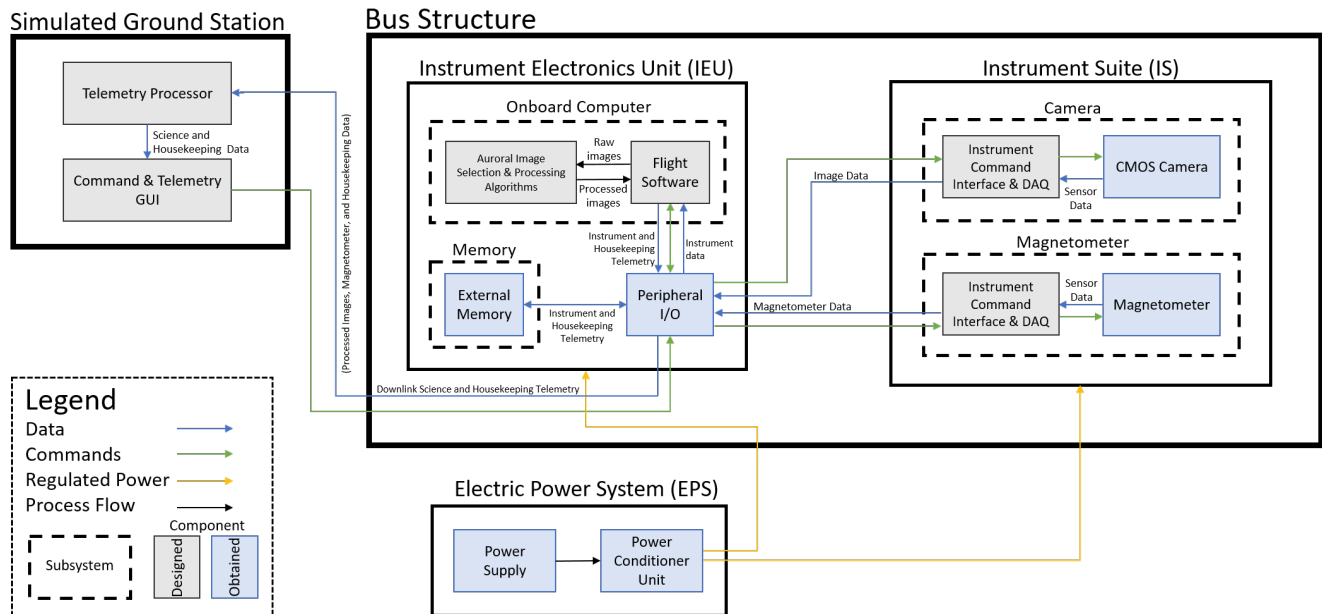 Simulated Ground Station
Telemetry Processor
Science and
Housekeeping Data
Command & Telemetry
GUI
(Processed Images, Magnetometer, and Housekeeping Data)
Bus Structure
Instrument Electronics Unit (IEU)
Onboard Computer
Auroral Image
Selection & Processing
Algorithms
Raw
images
Processed
images
Flight
Software
Instrument and
Housekeeping
Telemetry
Instrument
data
Memory
External
Memory
Instrument and
Housekeeping
Telemetry
Peripheral
I/O
Downlink Science and Housekeeping Telemetry
Image Data
Magnetometer Data
Instrument Suite (IS)
Camera
Instrument
Command
Interface & DAQ
Sensor
Data
CMOS Camera
Magnetometer
Instrument
Command
Interface & DAQ
Sensor
Data
Magnetometer
Legend
Data
Commands
Regulated Power
Process Flow
Subsystem
Component
Designed
Obtained
Electric Power System (EPS)
Power
Supply
Power
Conditioner
Unit